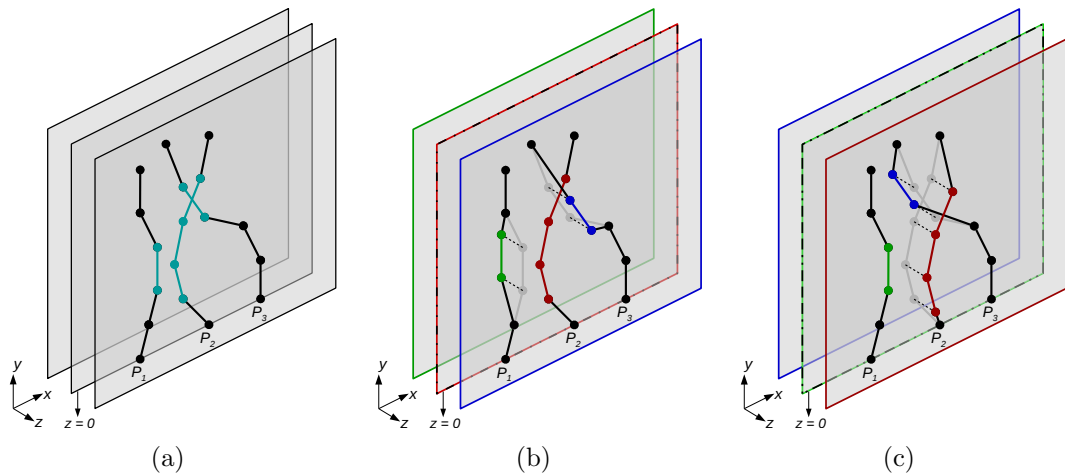 P1
P2
P3
y
x
z
z = 0
(a)
P1
P2
P3
y
x
z
z = 0
(b)
P1
P2
P3
y
x
z
z = 0
(c)